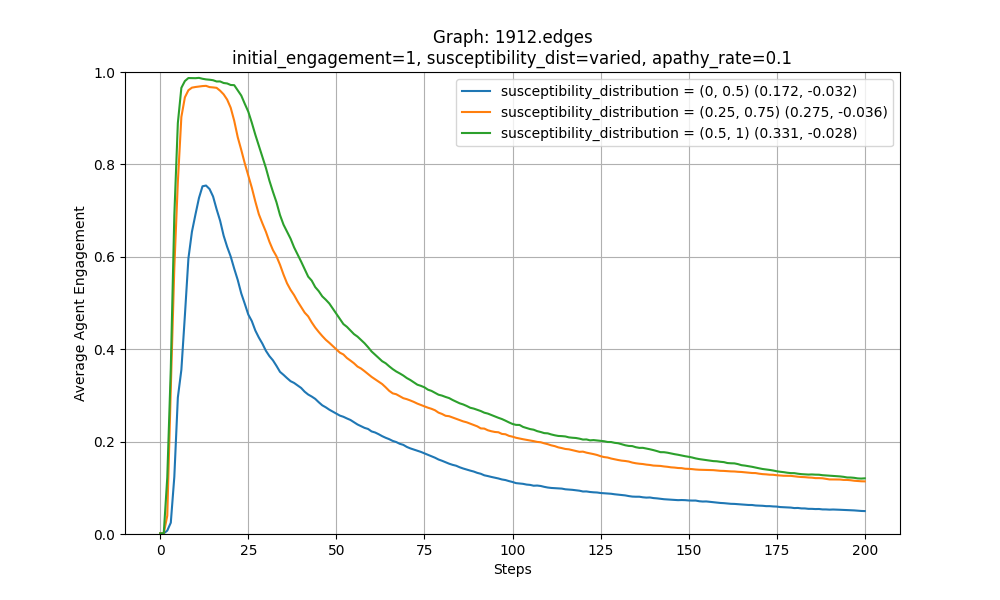 Graph: 1912.edges
initial_engagement=1, susceptibility_dist=varied, apathy_rate=0.1
susceptibility_distribution = (0, 0.5) (0.172, -0.032)
susceptibility_distribution = (0.25, 0.75) (0.275, -0.036)
susceptibility_distribution = (0.5, 1) (0.331, -0.028)
Average Agent Engagement
1.0
0.8
0.6
0.4
0.2
0.0
0 25 50 75 100 125 150 175 200
Steps